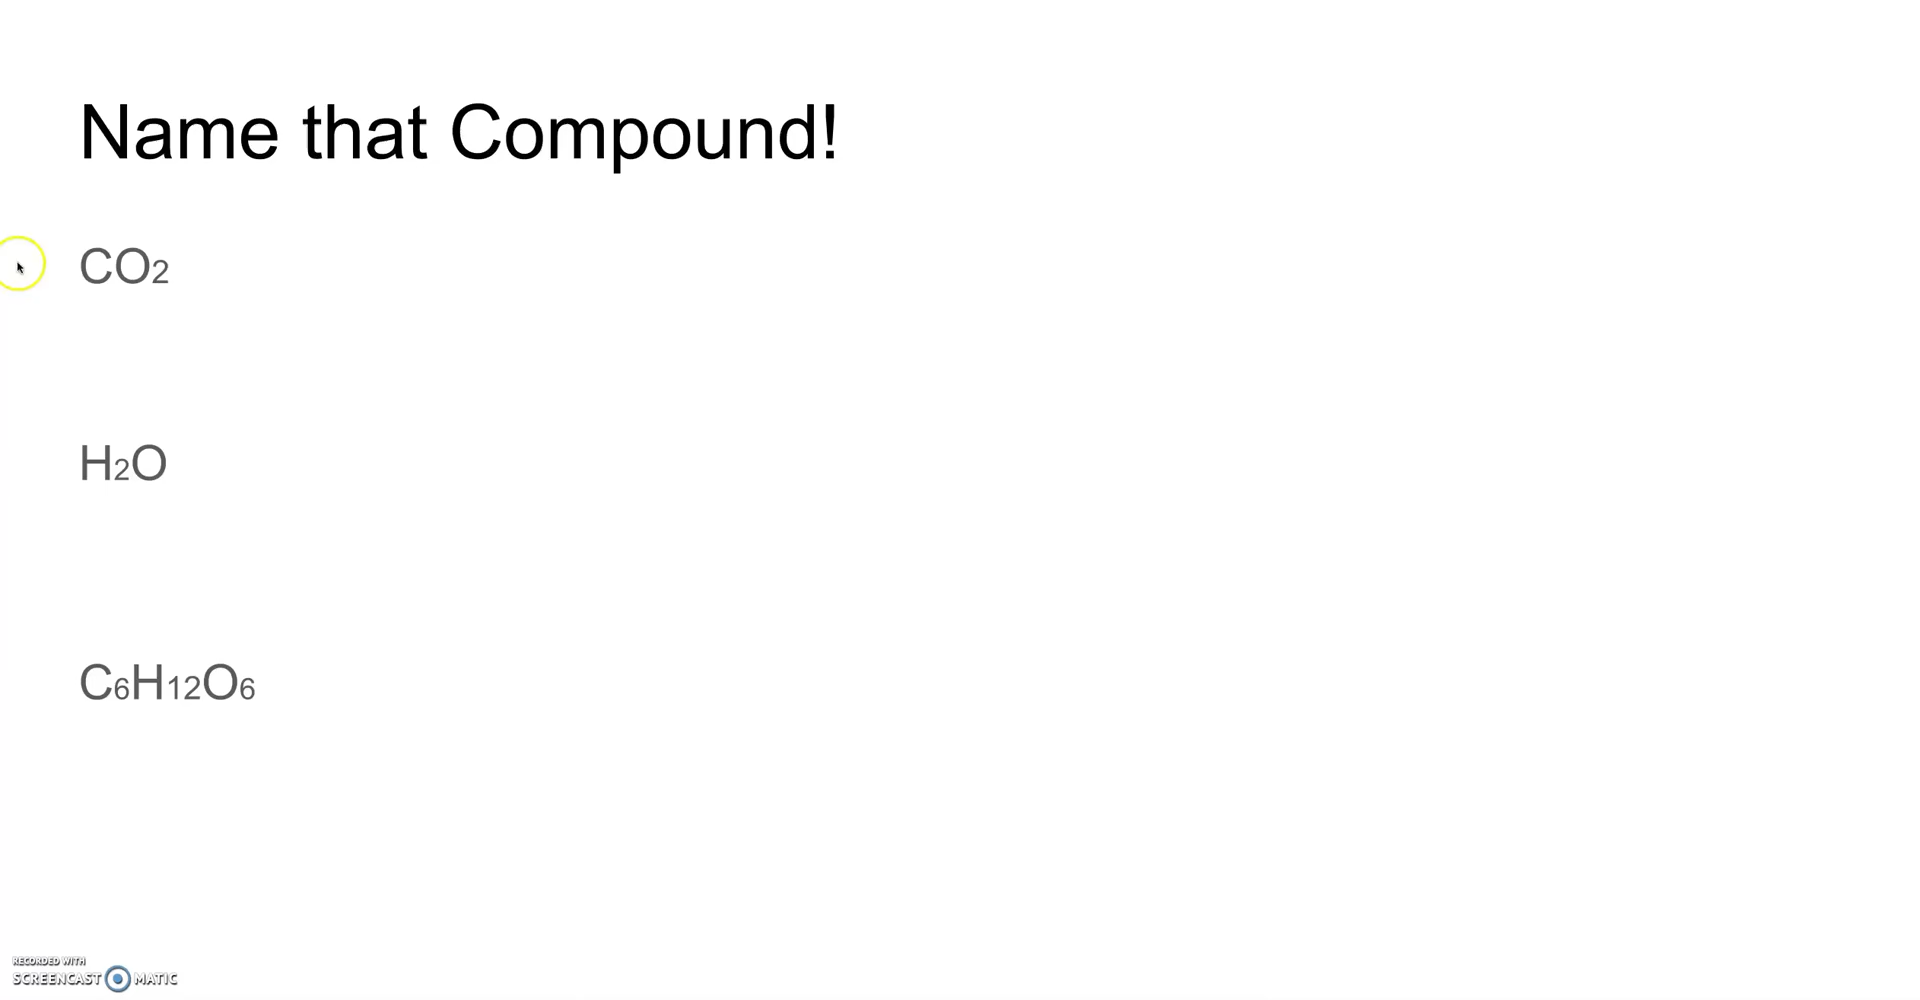 Name that Compound!
CO2
H2O
C6H12O6
RECORDED WITH
SCREENCAST MATIC